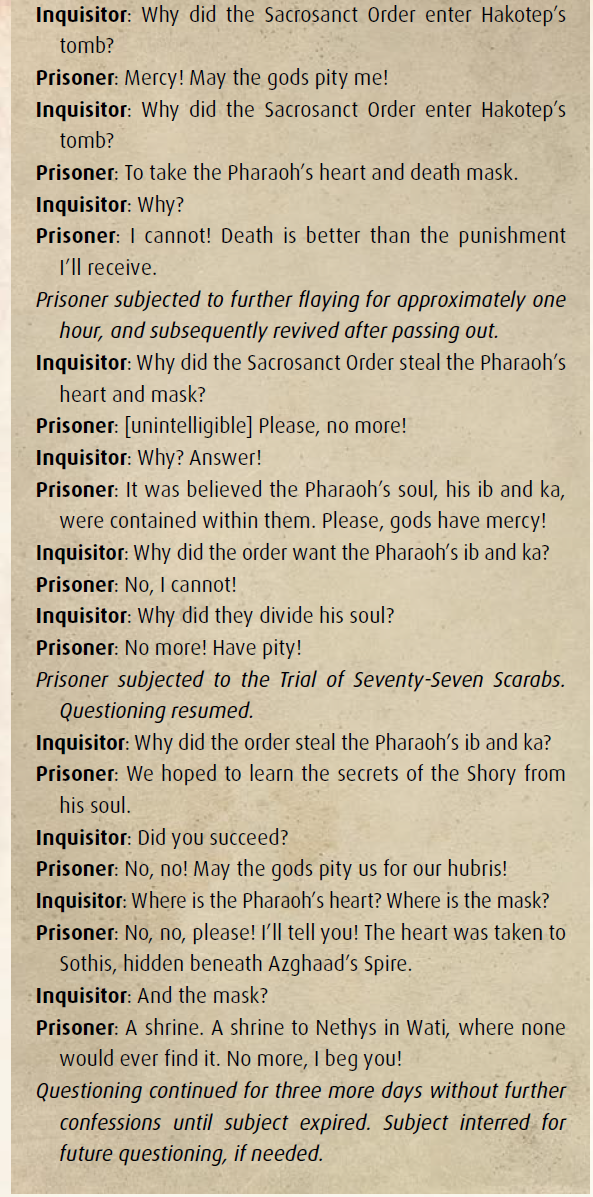 Inquisitor: Why did the Sacrosanct Order enter Hakotep's
tomb?
Prisoner: Mercy! May the gods pity me!
Inquisitor: Why did the Sacrosanct Order enter Hakotep's
tomb?
Prisoner: To take the Pharaoh's heart and death mask.
Inquisitor: Why?
Prisoner: I cannot! Death is better than the punishment
I'll receive.
Prisoner subjected to further flaying for approximately one
hour, and subsequently revived after passing out.
Inquisitor: Why did the Sacrosanct Order steal the Pharaoh's
heart and mask?
Prisoner: [unintelligible] Please, no more!
Inquisitor: Why? Answer!
Prisoner: It was believed the Pharaoh's soul, his ib and ka,
were contained within them. Please, gods have mercy!
Inquisitor: Why did the order want the Pharaoh's ib and ka?
Prisoner: No, I cannot!
Inquisitor: Why did they divide his soul?
Prisoner: No more! Have pity!
Prisoner subjected to the Trial of Seventy-Seven Scarabs.
Questioning resumed.
Inquisitor: Why did the order steal the Pharaoh's ib and ka?
Prisoner: We hoped to learn the secrets of the Shory from
his soul.
Inquisitor: Did you succeed?
Prisoner: No, no! May the gods pity us for our hubris!
Inquisitor: Where is the Pharaoh's heart? Where is the mask?
Prisoner: No, no, please! I'll tell you! The heart was taken to
Sothis, hidden beneath Azghaad's Spire.
Inquisitor: And the mask?
Prisoner: A shrine. A shrine to Nethys in Wati, where none
would ever find it. No more, I beg you!
Questioning continued for three more days without further
confessions until subject expired. Subject interred for
future questioning, if needed.